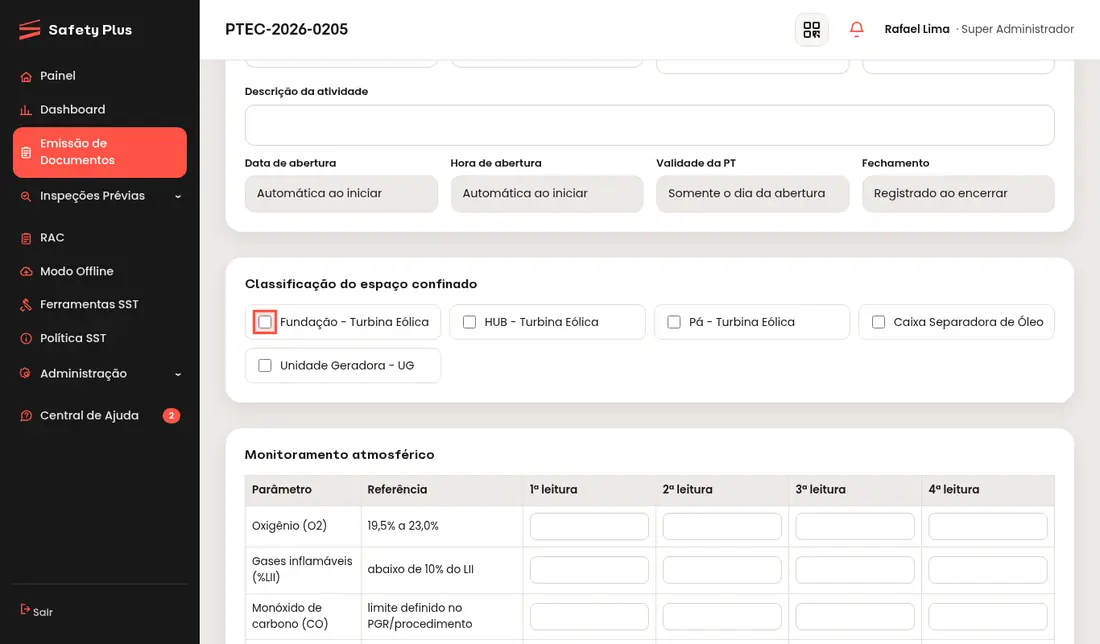 Safety Plus
Painel
Dashboard
Emissão de
Documentos
Inspeções Prévias
RAC
Modo Offline
Ferramentas SST
Política SST
Administração
Central de Ajuda 2
Sair
PTEC-2026-0205
Rafael Lima · Super Administrador
Descrição da atividade
Data de abertura Hora de abertura Validade da PT Fechamento
Automática ao iniciar Automática ao iniciar Somente o dia da abertura Registrado ao encerrar
Classificação do espaço confinado
Fundação - Turbina Eólica HUB - Turbina Eólica Pá - Turbina Eólica Caixa Separadora de Óleo
Unidade Geradora - UG
Monitoramento atmosférico
Parâmetro Referência 1ª leitura 2ª leitura 3ª leitura 4ª leitura
Oxigênio (O2) 19,5% a 23,0%
Gases inflamáveis
(%LII) abaixo de 10% do LII
Monóxido de
carbono (CO) limite definido no
PGR/procedimento